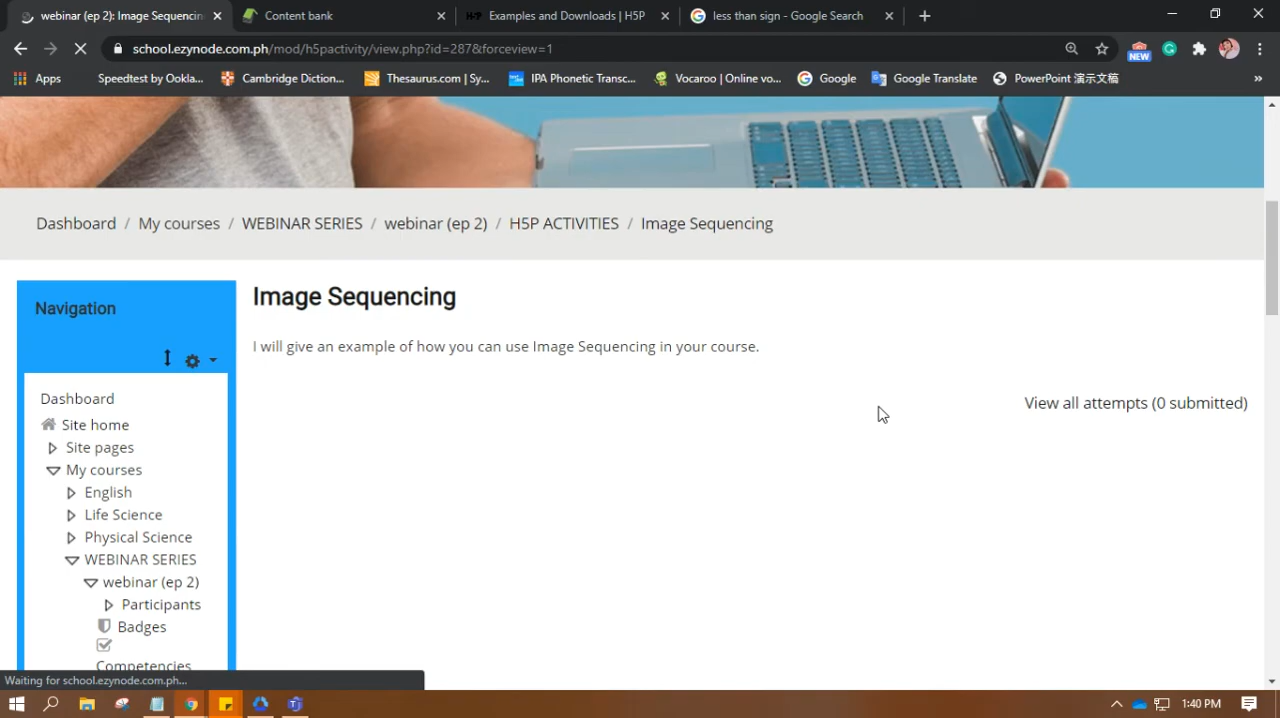 webinar (ep 2): Image Sequencin
Content bank
H-P Examples and Downloads | H5P
less than sign - Google Search
school.ezynode.com.ph/mod/h5pactivity/view.php?id=287&forceview=1
NEW
Apps
Speedtest by Ookla...
Cambridge Diction...
Thesaurus.com | Sy...
IPA Phonetic Transc...
Vocaroo | Online vo...
Google
Google Translate
PowerPoint 演示文稿
»
Dashboard / My courses / WEBINAR SERIES / webinar (ep 2) / H5P ACTIVITIES / Image Sequencing
Navigation
Image Sequencing
I will give an example of how you can use Image Sequencing in your course.
View all attempts (0 submitted)
Dashboard
Site home
Site pages
My courses
English
Life Science
Physical Science
WEBINAR SERIES
webinar (ep 2)
Participants
Badges
Competencies
Waiting for school.ezynode.com.ph...
1:40 PM